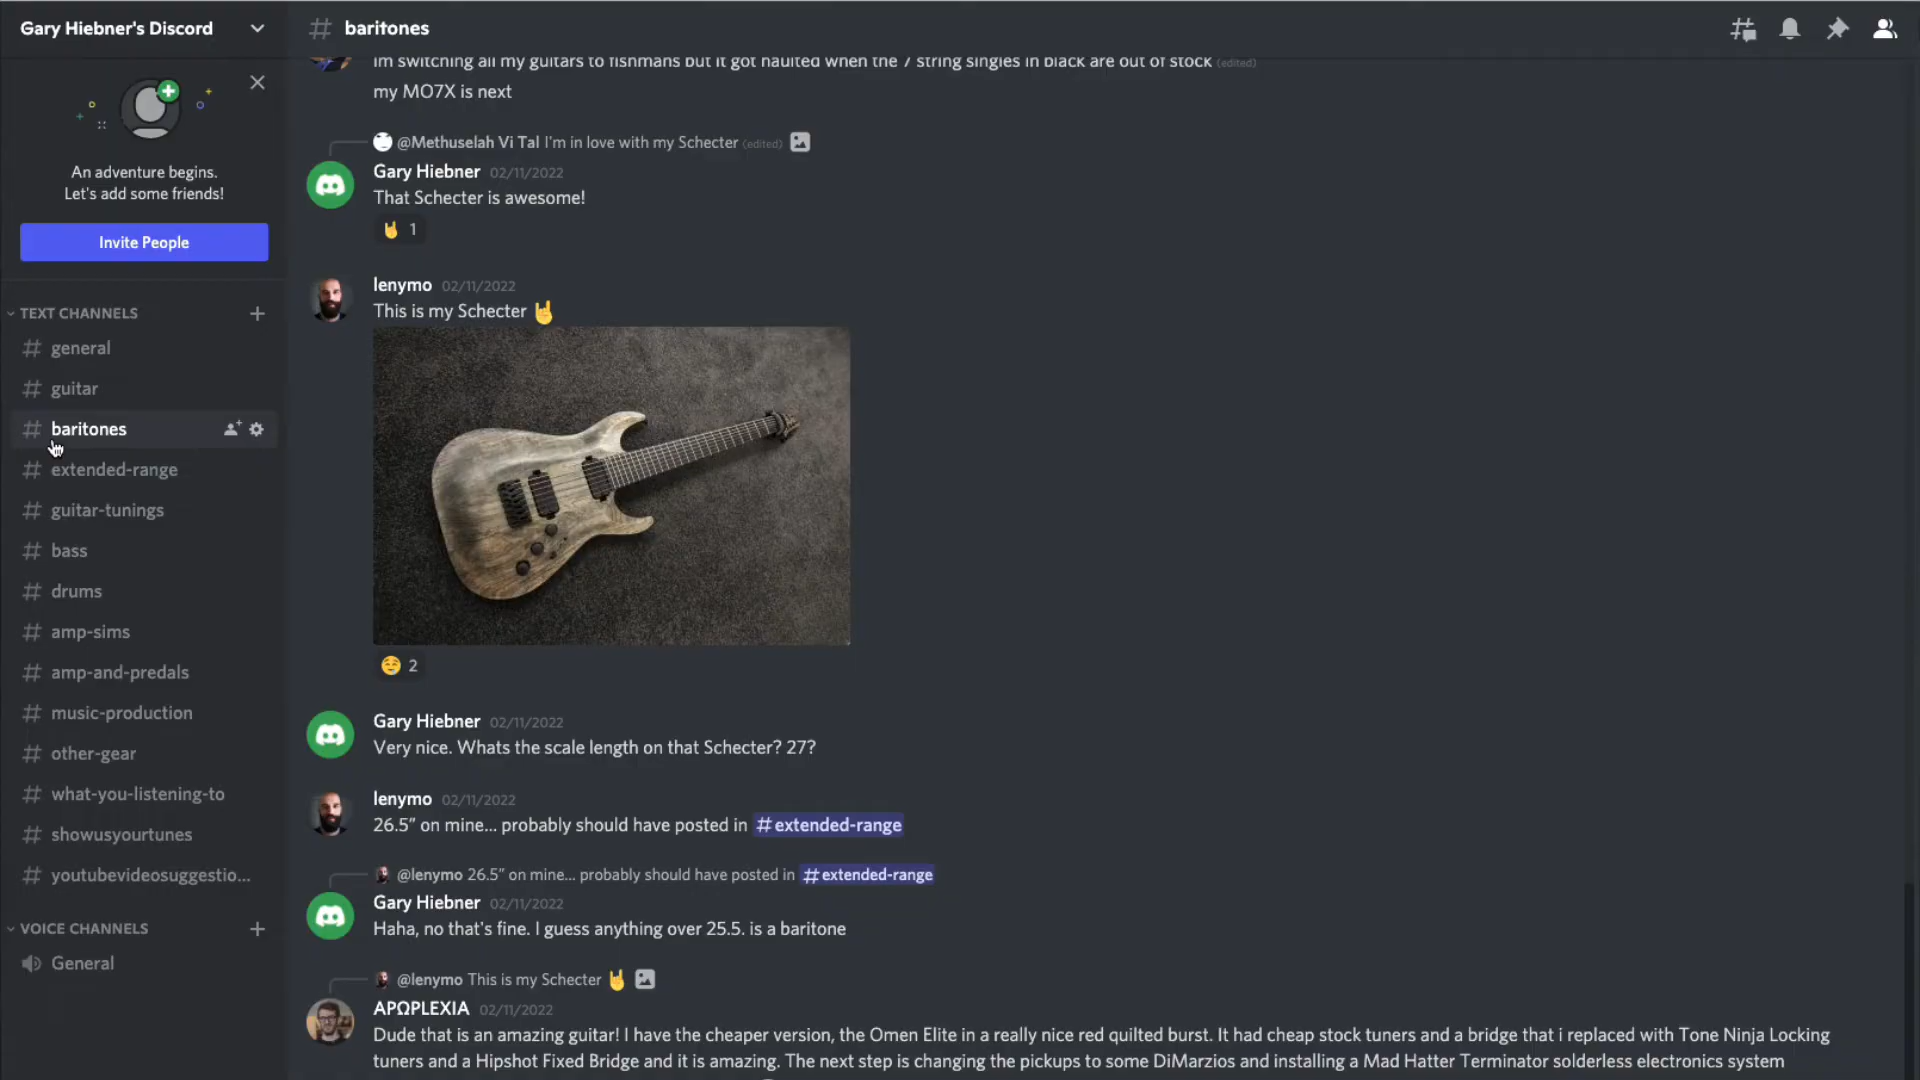 Gary Hiebner's Discord
# baritones
im switching all my guitars to fishmans but it got haulted when the 7 string singles in black are out of stock (edited)
my MO7X is next
An adventure begins.
Let's add some friends!
Invite People
@Methuselah Vi Tal I'm in love with my Schecter (edited)
Gary Hiebner 02/11/2022
That Schecter is awesome!
🤘 1
TEXT CHANNELS
# general
# guitar
# baritones
# extended-range
# guitar-tunings
# bass
# drums
# amp-sims
# amp-and-predals
# music-production
# other-gear
# what-you-listening-to
# showusyourtunes
# youtubevideosuggestio...
VOICE CHANNELS
General
lenymo 02/11/2022
This is my Schecter 🤘
☺️ 2
Gary Hiebner 02/11/2022
Very nice. Whats the scale length on that Schecter? 27?
lenymo 02/11/2022
26.5” on mine... probably should have posted in #extended-range
@lenymo 26.5” on mine... probably should have posted in #extended-range
Gary Hiebner 02/11/2022
Haha, no that's fine. I guess anything over 25.5. is a baritone
@lenymo This is my Schecter 🤘
APΩPLEXIA 02/11/2022
Dude that is an amazing guitar! I have the cheaper version, the Omen Elite in a really nice red quilted burst. It had cheap stock tuners and a bridge that i replaced with Tone Ninja Locking
tuners and a Hipshot Fixed Bridge and it is amazing. The next step is changing the pickups to some DiMarzios and installing a Mad Hatter Terminator solderless electronics system